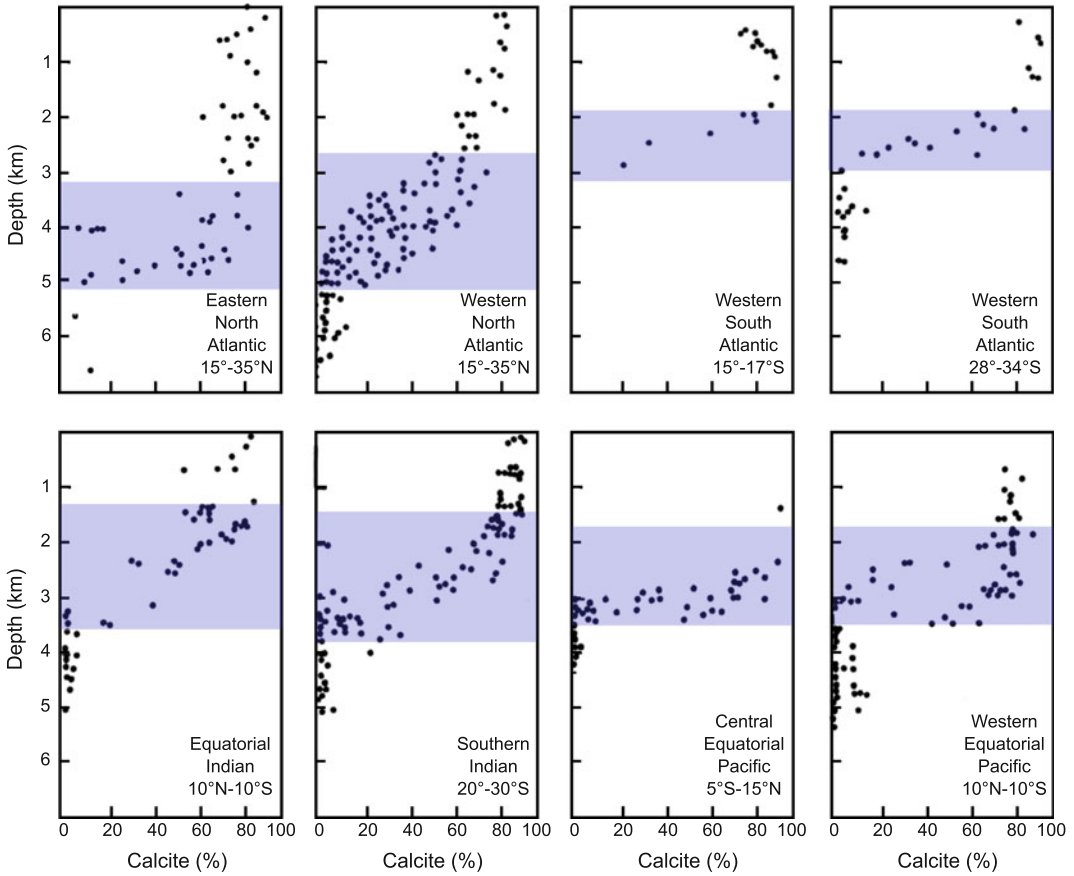 Depth (km)
1
2
3
4
5
6
Eastern
North
Atlantic
15°-35°N
Western
North
Atlantic
15°-35°N
Western
South
Atlantic
15°-17°S
Western
South
Atlantic
28°-34°S
Depth (km)
1
2
3
4
5
6
Equatorial
Indian
10°N-10°S
Southern
Indian
20°-30°S
Central
Equatorial
Pacific
5°S-15°N
Western
Equatorial
Pacific
10°N-10°S
0 20 40 60 80 100
0 20 40 60 80 100
0 20 40 60 80 100
0 20 40 60 80 100
Calcite (%)
Calcite (%)
Calcite (%)
Calcite (%)